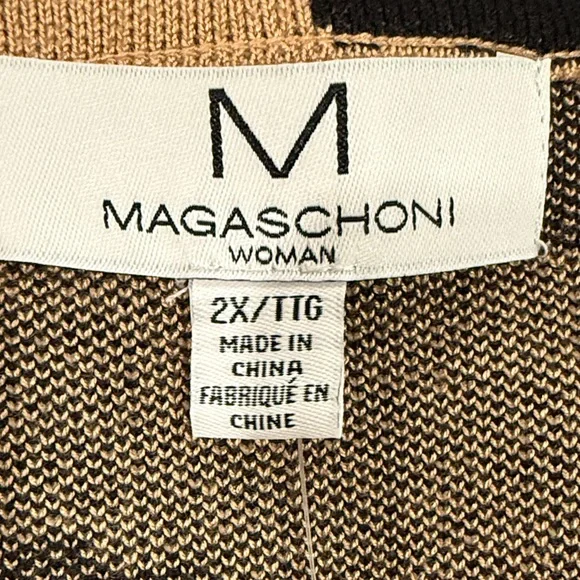 M
MAGASCHONI
WOMAN
2X/TTG
MADE IN
CHINA
FABRIQUÉ EN
CHINE